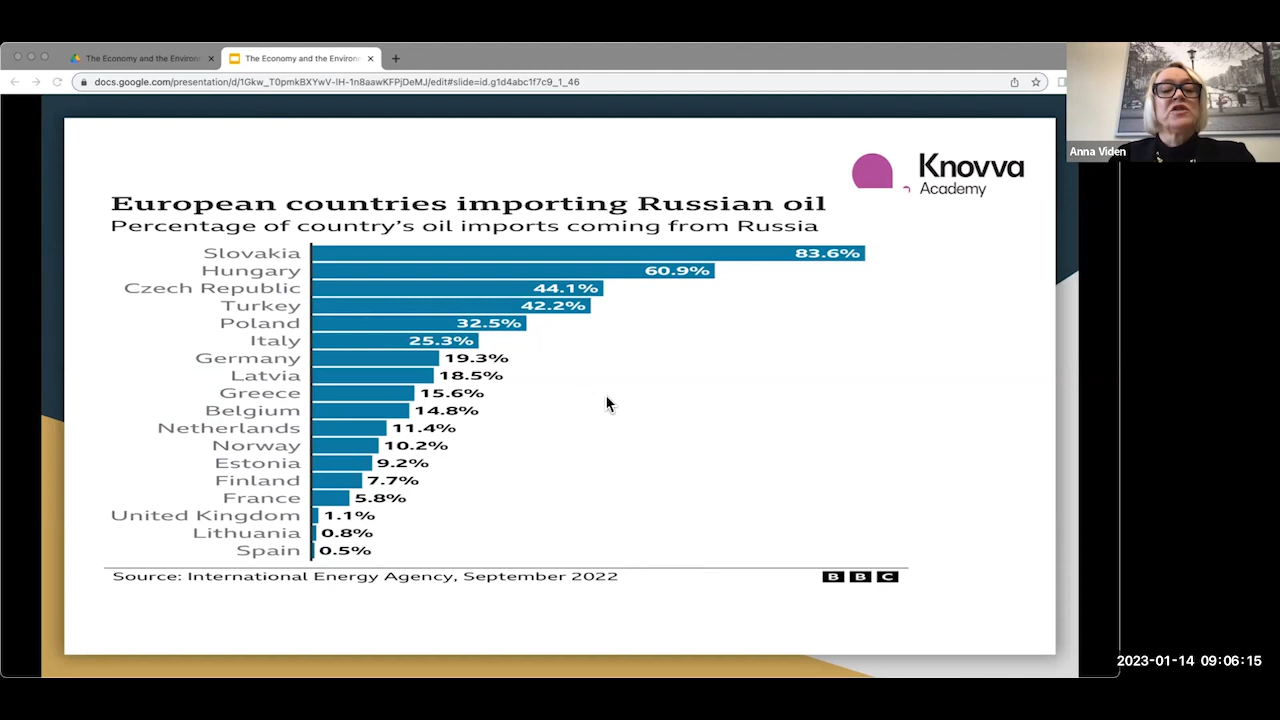 The Economy and the Environ
The Economy and the Environ
docs.google.com/presentation/d/1Gkw_T0pmkBXYwV-IH-1n8aawKFPjDeMJ/edit#slide=id.g1d4abc1f7c9_1_46
Anna Viden
Knovva
Academy
European countries importing Russian oil
Percentage of country's oil imports coming from Russia
Slovakia 83.6%
Hungary 60.9%
Czech Republic 44.1%
Turkey 42.2%
Poland 32.5%
Italy 25.3%
Germany 19.3%
Latvia 18.5%
Greece 15.6%
Belgium 14.8%
Netherlands 11.4%
Norway 10.2%
Estonia 9.2%
Finland 7.7%
France 5.8%
United Kingdom 1.1%
Lithuania 0.8%
Spain 0.5%
Source: International Energy Agency, September 2022
BBC
2023-01-14 09:06:15